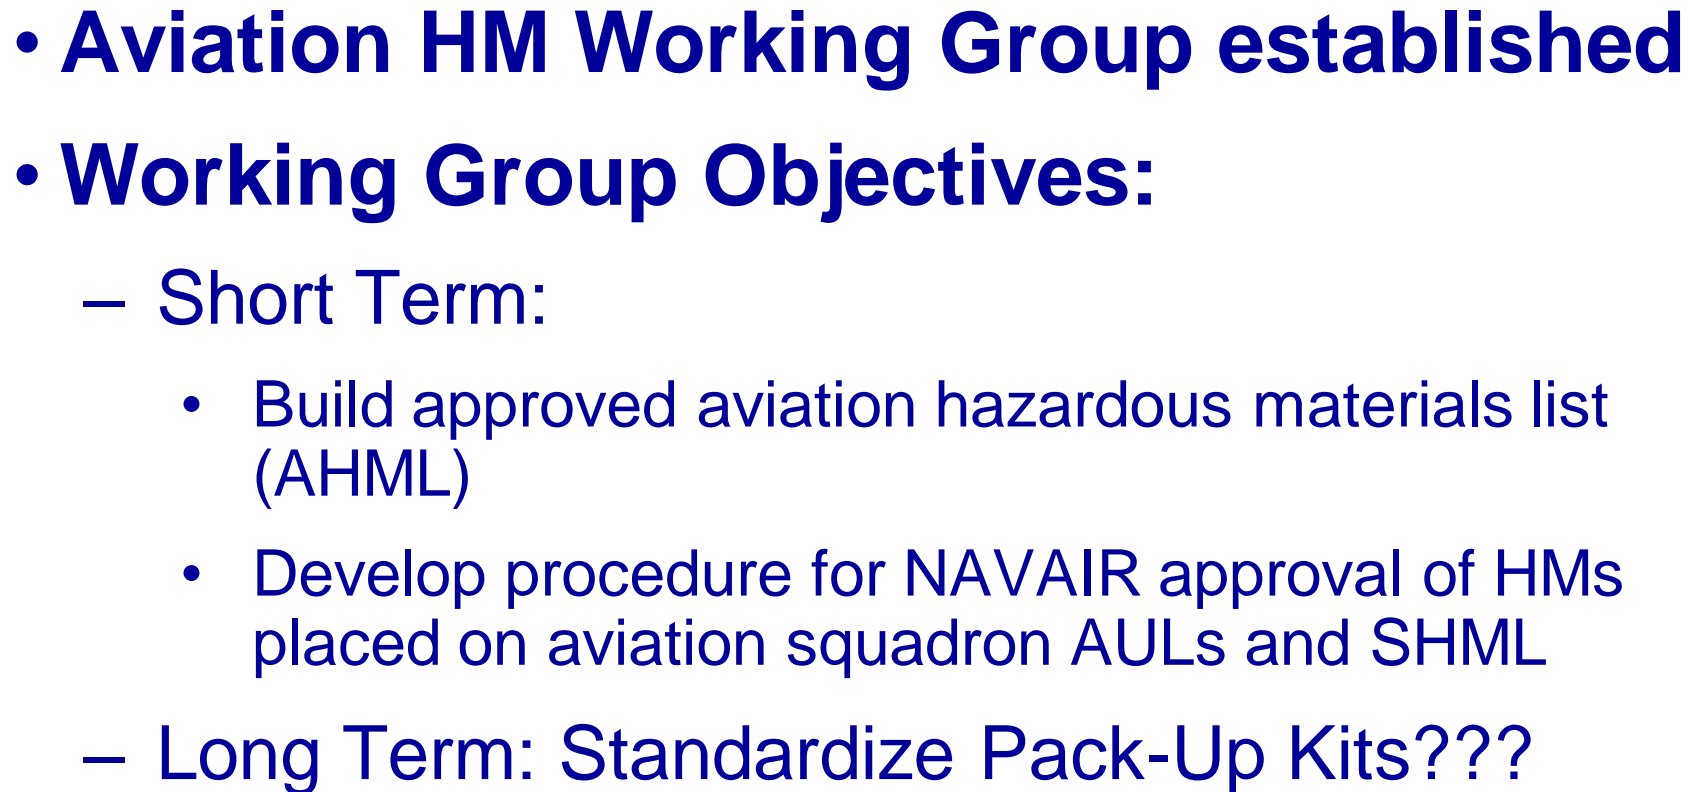 • Aviation HM Working Group established
• Working Group Objectives:
– Short Term:
• Build approved aviation hazardous materials list
(AHML)
• Develop procedure for NAVAIR approval of HMs
placed on aviation squadron AULs and SHML
– Long Term: Standardize Pack-Up Kits???